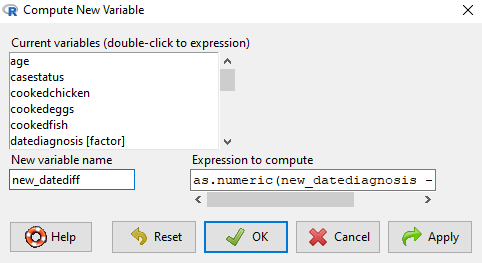 Compute New Variable
Current variables (double-click to expression)
age
casestatus
cookedchicken
cookedeggs
cookedfish
datediagnosis [factor]
New variable name Expression to compute
new_datediff as.numeric(new_datediagnosis -
Help Reset OK Cancel Apply